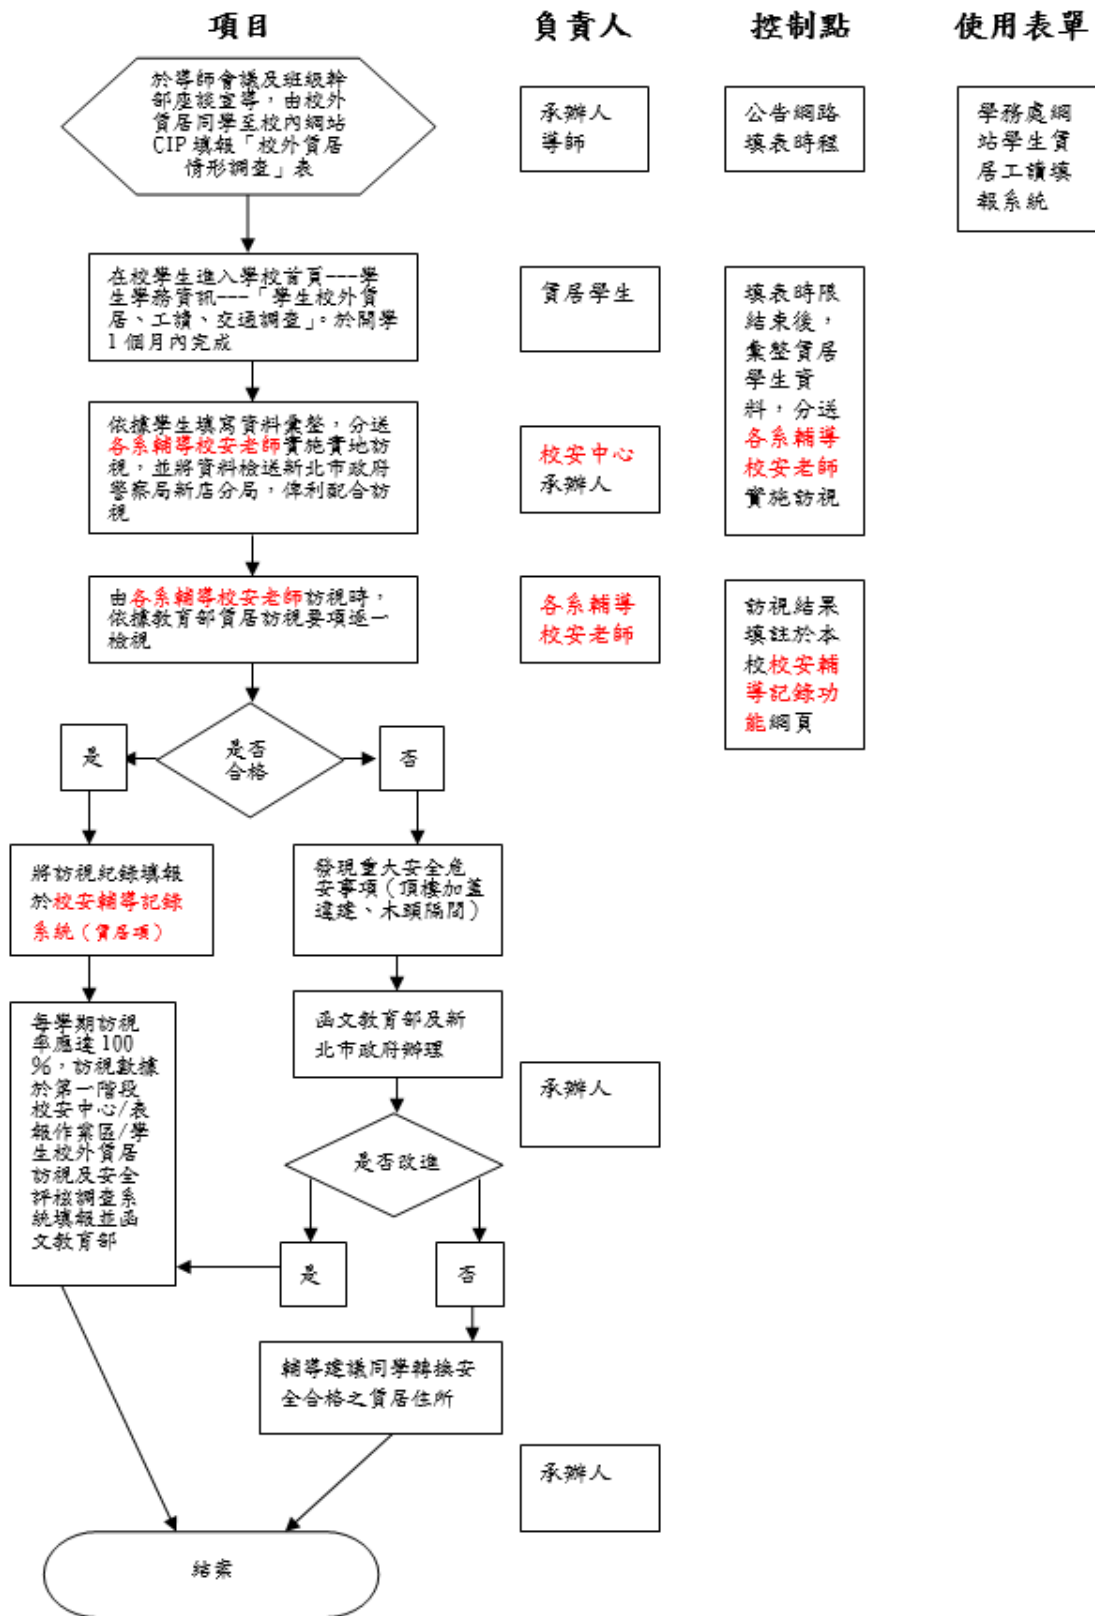 項目
負責人
控制點
使用表單
於導師會議及班級幹
部座談宣導，由校外
賃居同學至校內網站
CIP填報「校外賃居
情形調查」表
承辦人
導師
公告網路
填表時程
學務處網
站學生賃
居工讀填
報系統
在校學生進入學校首頁---學
生學務資訊---「學生校外賃
居、工讀、交通調查」。於開學
1個月內完成
賃居學生
填表時限
結束後，
彙整賃居
學生資
料，分送
各系輔導
校安老師
實施訪視
依據學生填寫資料彙整，分送
各系輔導校安老師實施實地訪
視，並將資料檢送新北市政府
警察局新店分局，俾利配合訪
視
校安中心
承辦人
由各系輔導校安老師訪視時，
依據教育部賃居訪視要項逐一
檢視
各系輔導
校安老師
訪視結果
填註於本
校校安輔
導記錄功
能網頁
是否
合格
是
否
將訪視紀錄填報
於校安輔導記錄
系統（賃居項）
發現重大安全危
安事項（頂樓加蓋
違建、木頭隔間）
每學期訪視
率應達100
%，訪視數據
於第一階段
校安中心/表
報作業區/學
生校外賃居
訪視及安全
評核調查系
統填報並函
文教育部
函文教育部及新
北市政府辦理
承辦人
是否改進
是
否
輔導建議同學轉換安
全合格之賃居住所
承辦人
結案